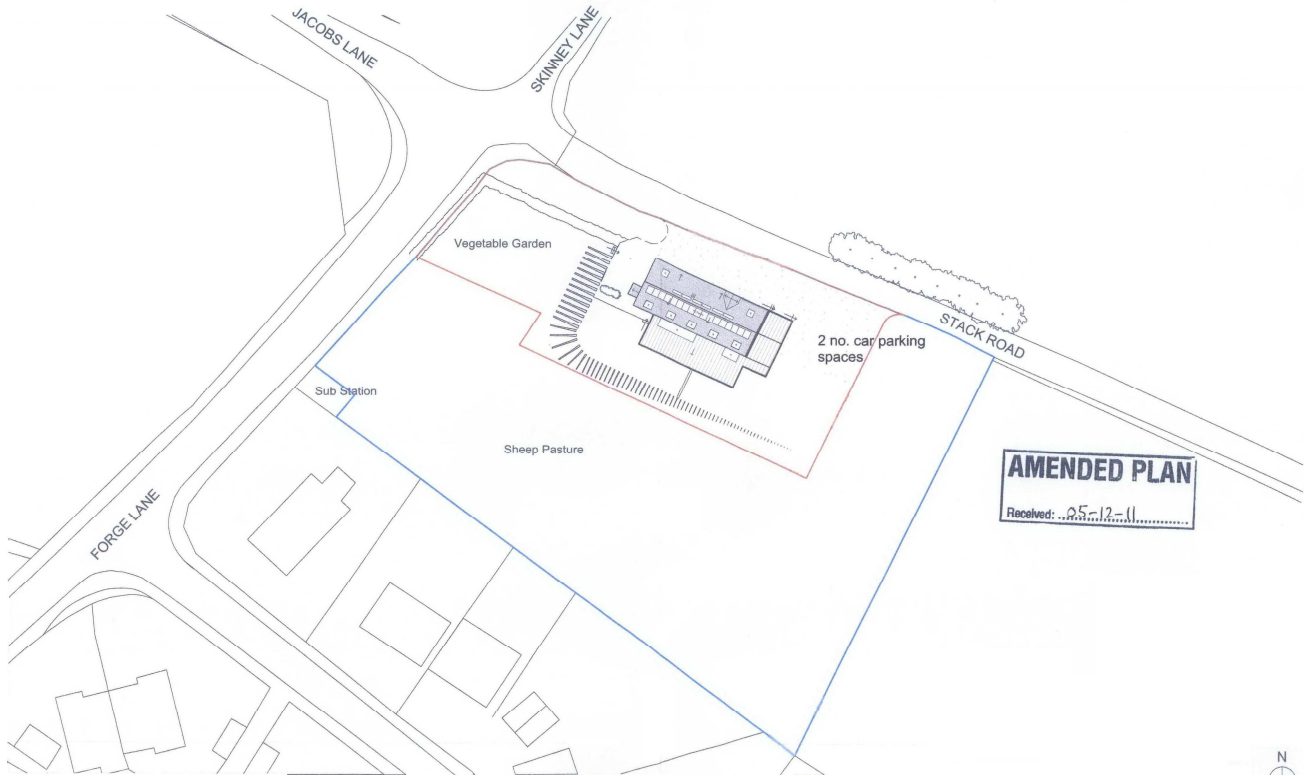 JACOBS LANE
SKINNEY LANE
Vegetable Garden
2 no. car parking
spaces
STACK ROAD
Sub Station
Sheep Pasture
AMENDED PLAN
Received: 05-12-11
FORGE LANE
N